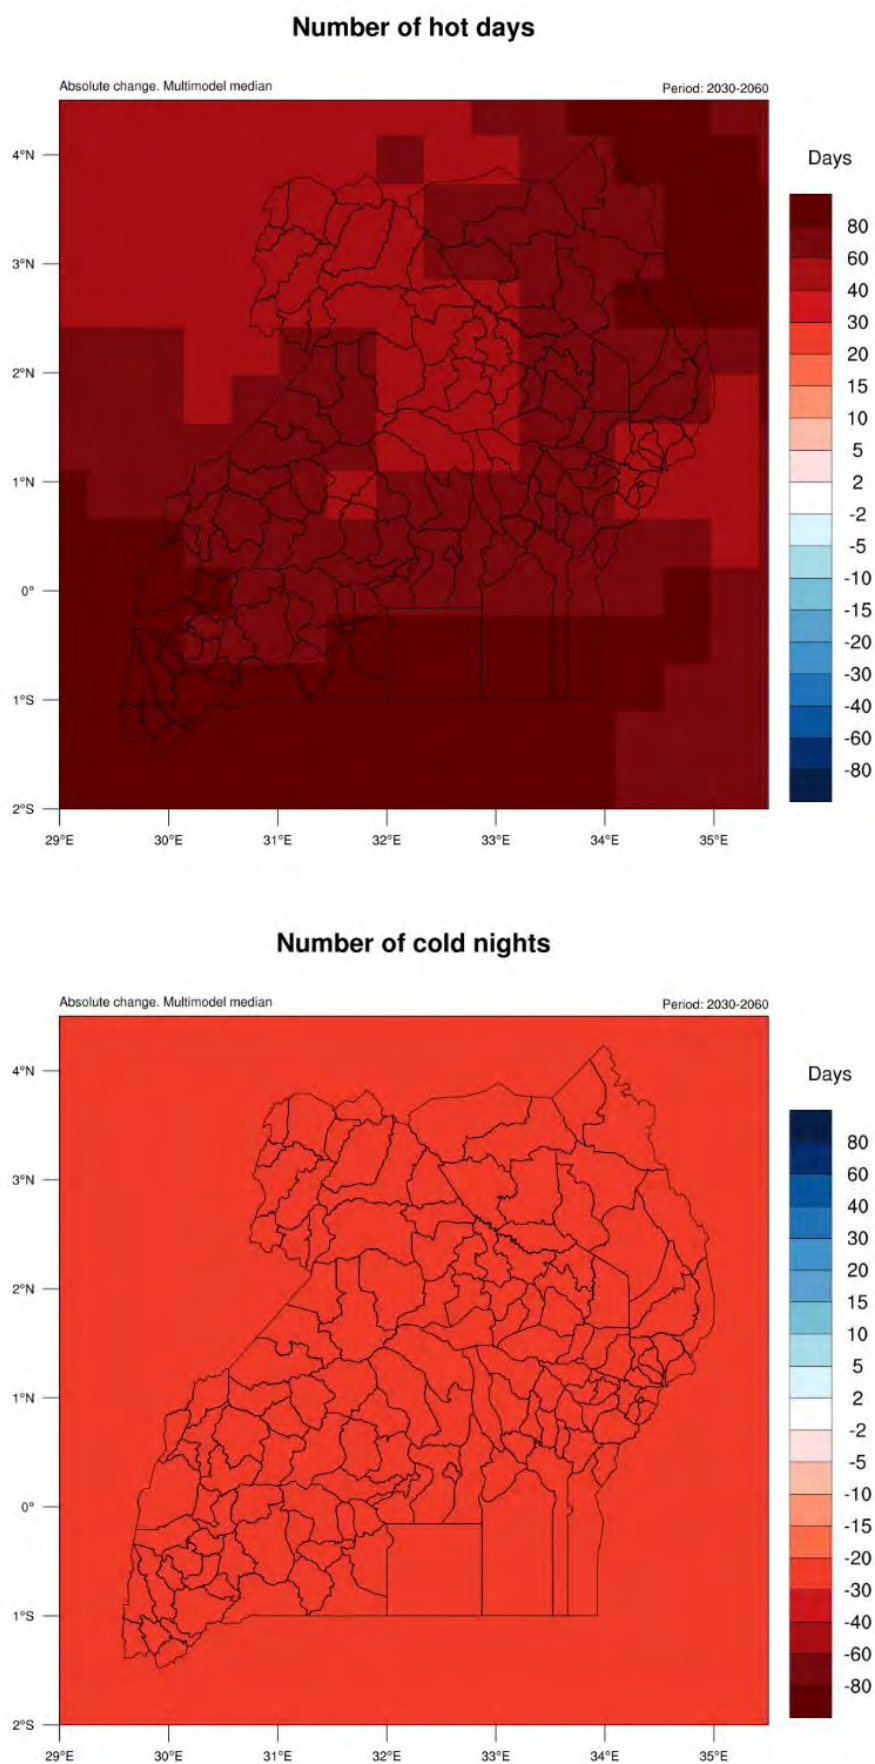 Number of hot days
Absolute change. Multimodel median Period: 2030-2060
Days
4°N
3°N
2°N
1°N
0°
1°S
2°S
29°E 30°E 31°E 32°E 33°E 34°E 35°E
80
60
40
30
20
15
10
5
2
-2
-5
-10
-15
-20
-30
-40
-60
-80
Number of cold nights
Absolute change. Multimodel median Period: 2030-2060
Days
4°N
3°N
2°N
1°N
0°
1°S
2°S
29°E 30°E 31°E 32°E 33°E 34°E 35°E
80
60
40
30
20
15
10
5
2
-2
-5
-10
-15
-20
-30
-40
-60
-80